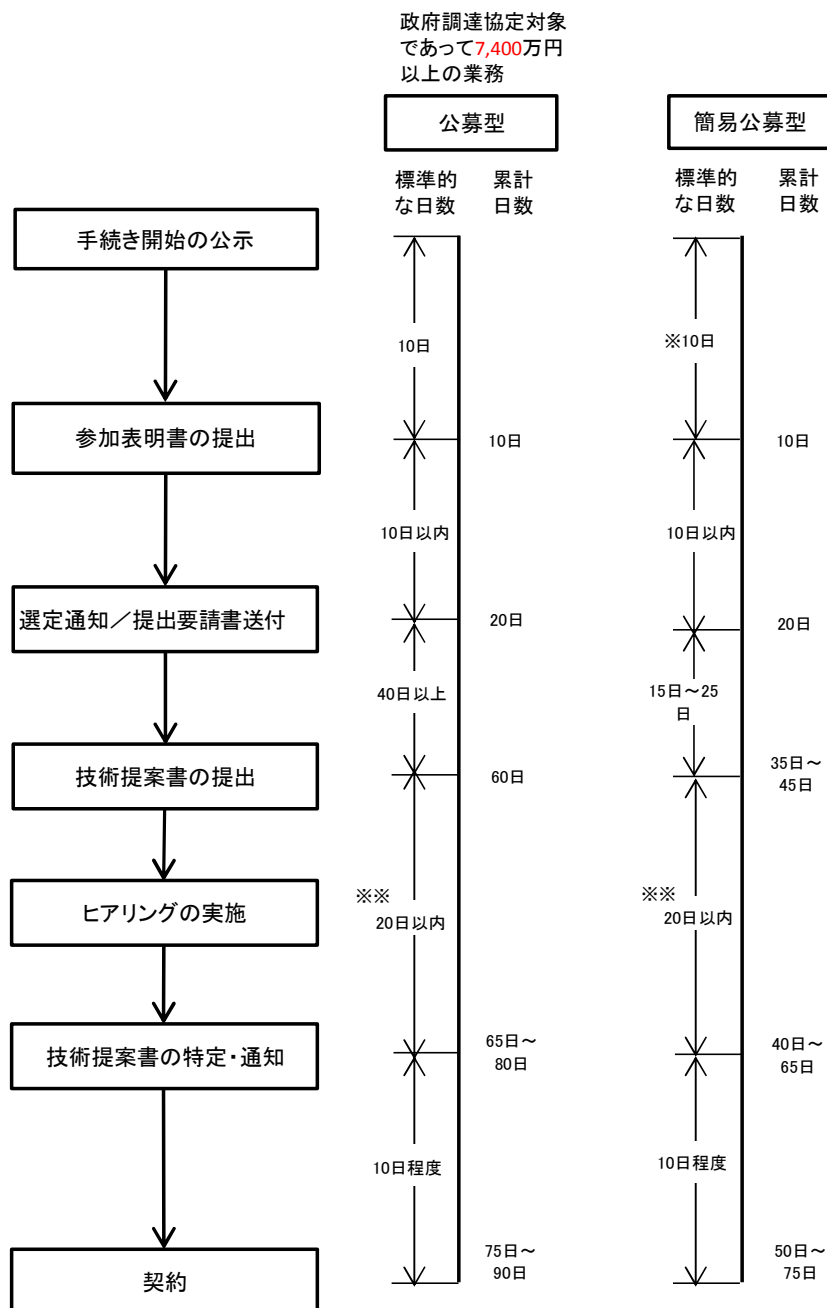 政府調達協定対象
であって7,400万円
以上の業務
公募型
簡易公募型
標準的
な日数
累計
日数
標準的
な日数
累計
日数
手続き開始の公示
10日
※10日
参加表明書の提出
10日
10日
10日以内
10日以内
選定通知／提出要請書送付
20日
20日
40日以上
15日～25
日
技術提案書の提出
60日
35日～
45日
ヒアリングの実施
※※
20日以内
※※
20日以内
技術提案書の特定・通知
65日～
80日
40日～
65日
10日程度
10日程度
契約
75日～
90日
50日～
75日